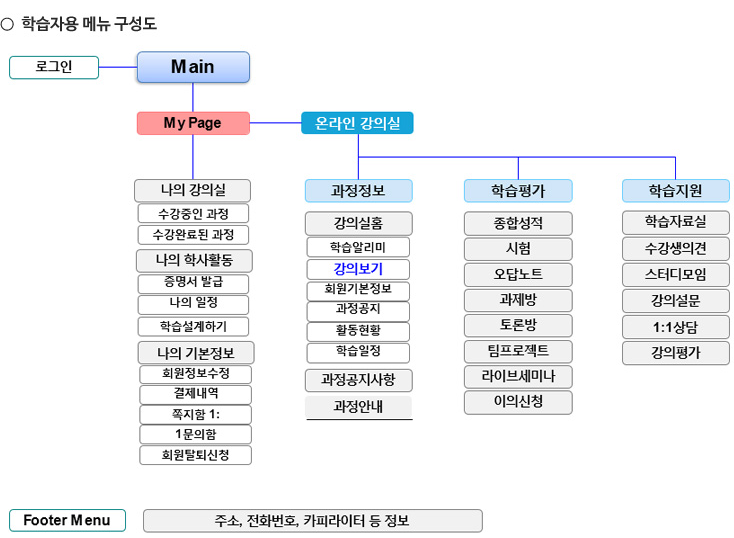 ○ 학습자용 메뉴 구성도
로그인
Main
My Page
온라인 강의실
나의 강의실
수강중인 과정
수강완료된 과정
나의 학사활동
증명서 발급
나의 일정
학습설계하기
나의 기본정보
회원정보수정
결제내역
쪽지함 1:
1문의함
회원탈퇴신청
과정정보
강의실홈
학습알리미
강의보기
회원기본정보
과정공지
활동현황
학습일정
과정공지사항
과정안내
학습평가
종합성적
시험
오답노트
과제방
토론방
팀프로젝트
라이브세미나
이의신청
학습지원
학습자료실
수강생의견
스터디모임
강의설문
1:1상담
강의평가
Footer Menu
주소, 전화번호, 카피라이터 등 정보